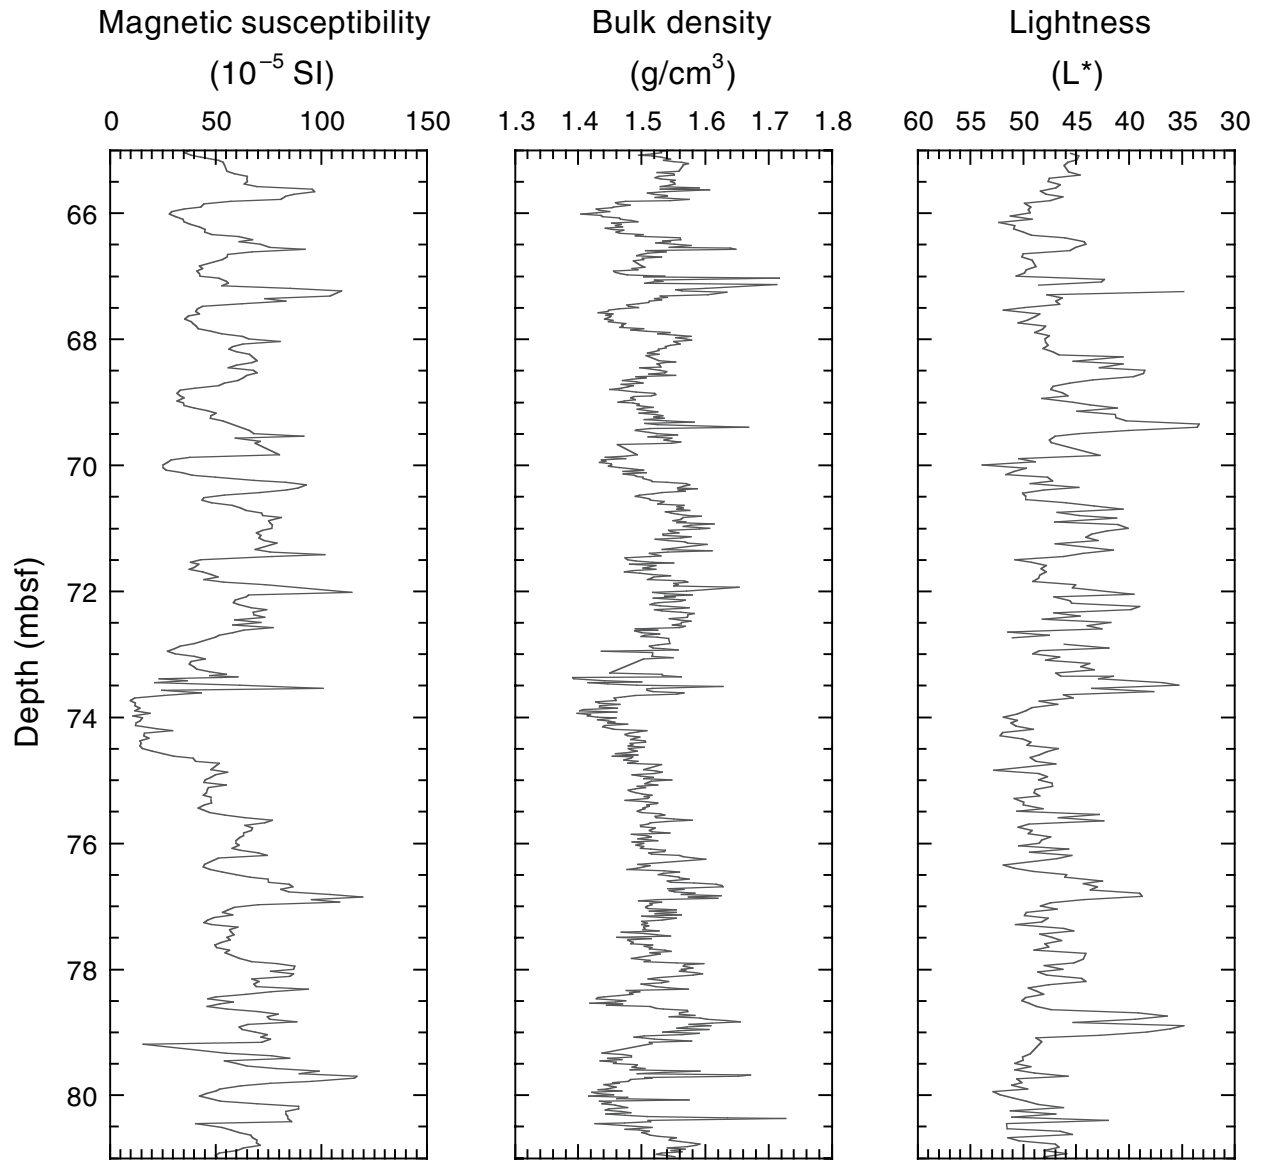 Magnetic susceptibility Bulk density Lightness
(10⁻⁵ SI) (g/cm³) (L*)
0 50 100 150 1.3 1.4 1.5 1.6 1.7 1.8 60 55 50 45 40 35 30
66
68
70
72
74
76
78
80
Depth (mbsf)